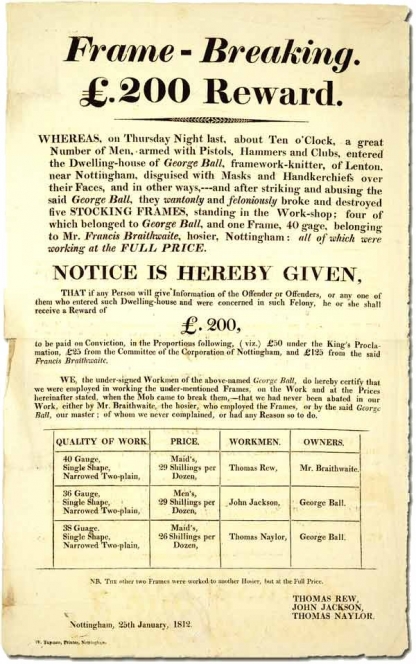 Frame - Breaking.
£.200 Reward.
WHEREAS, on Thursday Night last, about Ten o'Clock, a great
Number of Men, armed with Pistols, Hammers and Clubs, entered
the Dwelling-house of George Ball, framework-knitter, of Lenton,
near Nottingham, disguised with Masks and Handkerchiefs over
their Faces, and in other ways,---and after striking and abusing the
said George Ball, they wantonly and feloniously broke and destroyed
five STOCKING FRAMES, standing in the Work-shop; four of
which belonged to George Ball, and one Frame, 40 gage, belonging
to Mr. Francis Braithwaite, hosier, Nottingham: all of which were
working at the FULL PRICE.
NOTICE IS HEREBY GIVEN,
THAT if any Person will give Information of the Offender or Offenders, or any one of
them who entered such Dwelling-house and were concerned in such Felony, he or she shall
receive a Reward of
£. 200,
to be paid on Conviction, in the Proportions following, (viz.) £50 under the King's Procla-
mation, £25 from the Committee of the Corporation of Nottingham, and £125 from the said
Francis Braithwaite.
WE, the under-signed Workmen of the above-named George Ball, do hereby certify that
we were employed in working the under-mentioned Frames, on the Work and at the Prices
hereinafter stated, when the Mob came to break them,—that we had never been abated in our
Work, either by Mr. Braithwaite, the hosier, who employed the Frames, or by the said George
Ball, our master; of whom we never complained, or had any Reason so to do.
QUALITY OF WORK. PRICE. WORKMEN. OWNERS.
40 Gauge, Maid's,
Single Shape, 29 Shillings per Thomas Rew, Mr. Braithwaite.
Narrowed Two-plain, Dozen,
36 Gauge, Men's,
Single Shape, 29 Shillings per John Jackson, George Ball.
Narrowed Two-plain, Dozen,
38 Guage. Maid's,
Single Shape, 26 Shillings per Thomas Naylor, George Ball.
Narrowed Two-plain, Dozen,
NB. The other two Frames were worked to another Hosier, but at the Full Price.
THOMAS REW,
JOHN JACKSON,
THOMAS NAYLOR.
Nottingham, 25th January, 1812.
Printer, Nottingham.